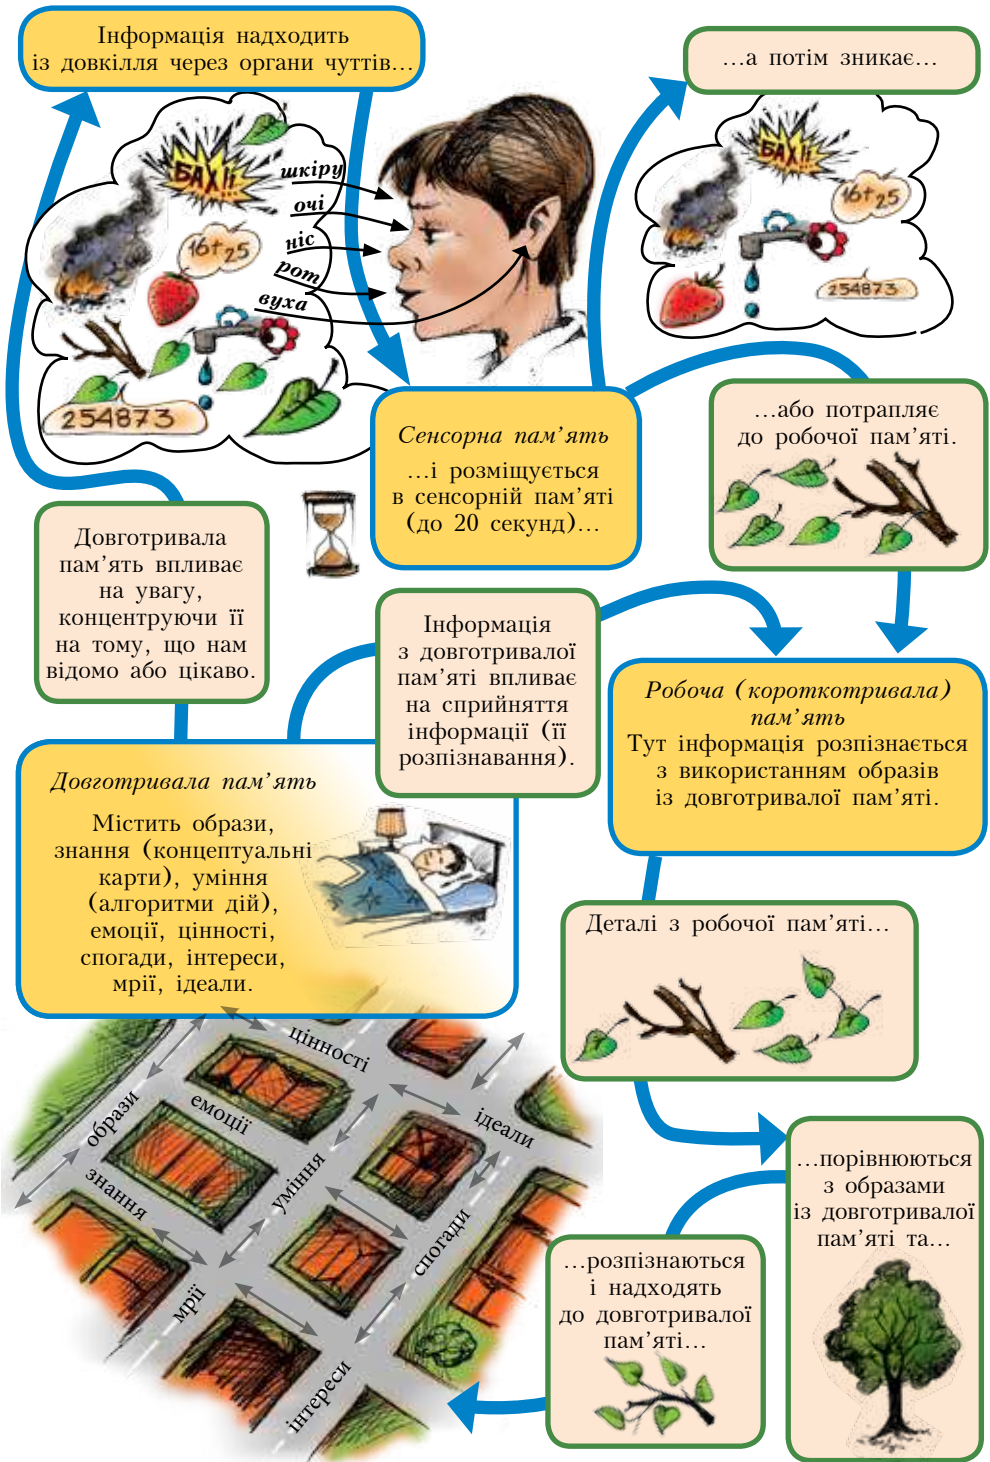 Інформація надходить
із довкілля через органи чуттів...
...а потім зникає...
БАХ!!
шкіру
очі
ніс
рот
вуха
16+25
254873
БАХ!!
16+25
254873
Сенсорна пам’ять
...і розміщується
в сенсорній пам’яті
(до 20 секунд)...
...або потрапляє
до робочої пам’яті.
Довготривала
пам’ять впливає
на увагу,
концентруючи її
на тому, що нам
відомо або цікаво.
Інформація
з довготривалої
пам’яті впливає
на сприйняття
інформації (її
розпізнавання).
Робоча (короткотривала)
пам’ять
Тут інформація розпізнається
з використанням образів
із довготривалої пам’яті.
Довготривала пам’ять
Містить образи,
знання (концептуальні
карти), уміння
(алгоритми дій),
емоції, цінності,
спогади, інтереси,
мрії, ідеали.
Деталі з робочої пам’яті...
...порівнюються
з образами
із довготривалої
пам’яті та...
...розпізнаються
і надходять
до довготривалої
пам’яті...
цінності
образи
емоції
ідеали
знання
уміння
спогади
мрії
інтереси